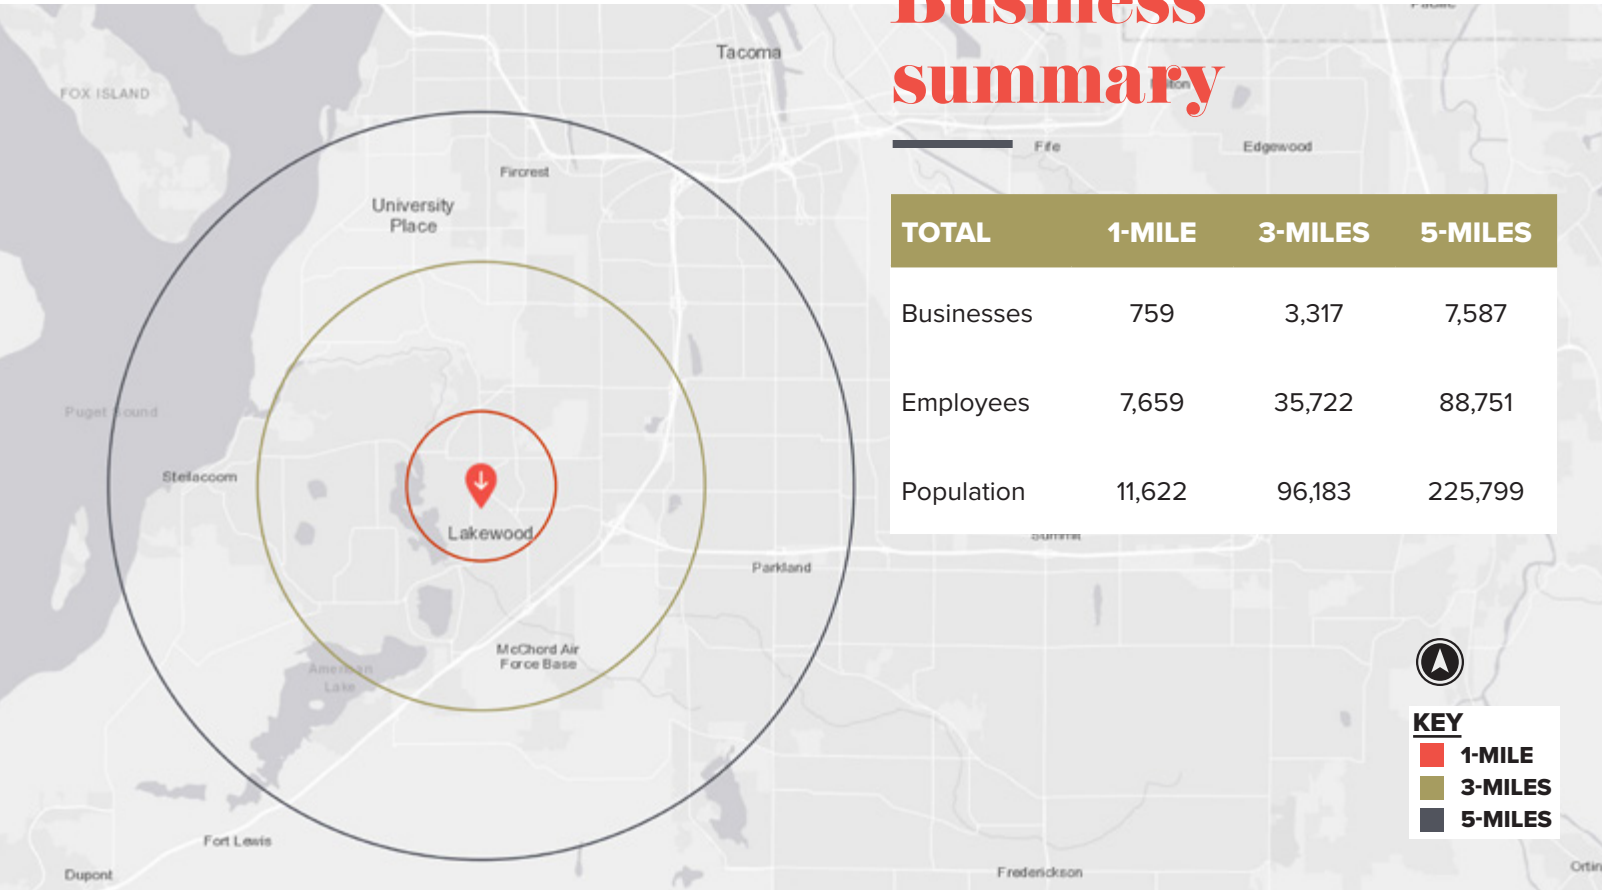 Business
summary
Pacific
Tacoma
FOX ISLAND
Milton
Fife
Edgewood
Fircrest
University
Place
TOTAL 1-MILE 3-MILES 5-MILES
Businesses 759 3,317 7,587
Employees 7,659 35,722 88,751
Population 11,622 96,183 225,799
Puget Sound
Steilacoom
Lakewood
Summit
Parkland
McChord Air
Force Base
American
Lake
KEY
1-MILE
3-MILES
5-MILES
Fort Lewis
Dupont
Frederickson